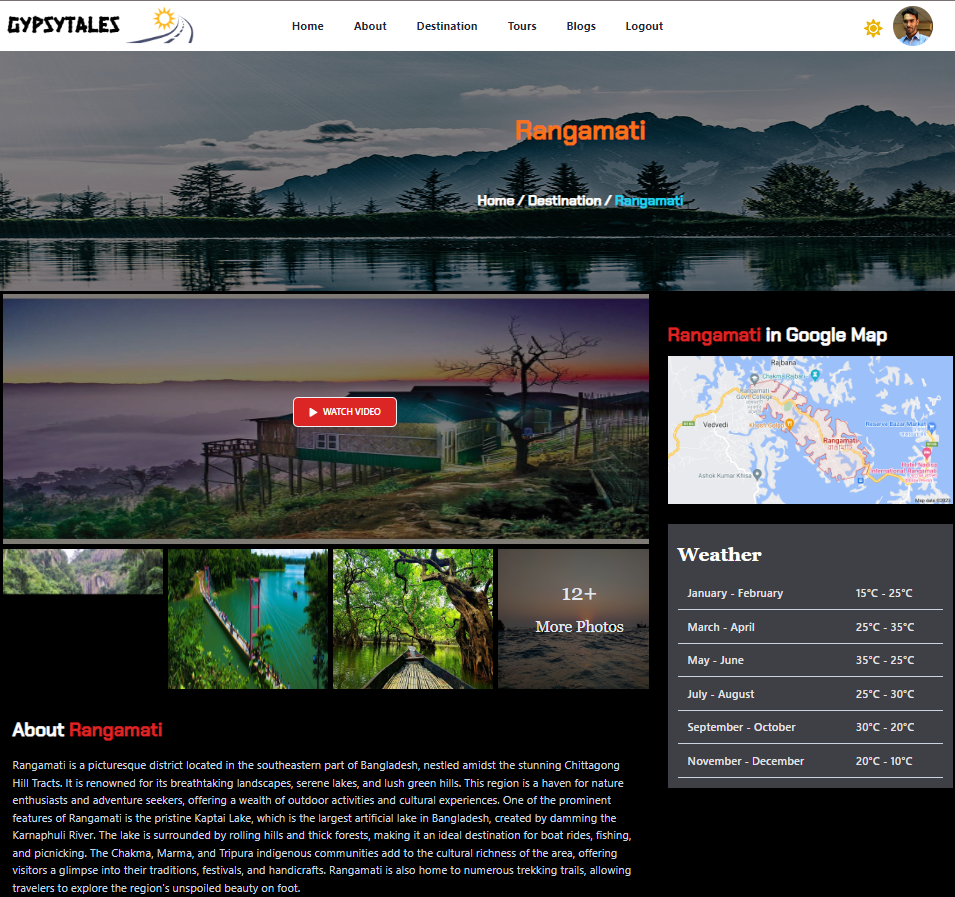 GYPSYTALES
Home About Destination Tours Blogs Logout
Rangamati
Home / Destination / Rangamati
WATCH VIDEO
12+
More Photos
Rangamati in Google Map
Rajbana
Chakma Rajbari
Rangamati
Govt College
Vedvedi
Rangamati
Reserve Bazar Market
Ashok Kumar Khisa
International, Rangamati
Map data ©2023
Weather
January - February 15°C - 25°C
March - April 25°C - 35°C
May - June 35°C - 25°C
July - August 25°C - 30°C
September - October 30°C - 20°C
November - December 20°C - 10°C
About Rangamati
Rangamati is a picturesque district located in the southeastern part of Bangladesh, nestled amidst the stunning Chittagong
Hill Tracts. It is renowned for its breathtaking landscapes, serene lakes, and lush green hills. This region is a haven for nature
enthusiasts and adventure seekers, offering a wealth of outdoor activities and cultural experiences. One of the prominent
features of Rangamati is the pristine Kaptai Lake, which is the largest artificial lake in Bangladesh, created by damming the
Karnaphuli River. The lake is surrounded by rolling hills and thick forests, making it an ideal destination for boat rides, fishing,
and picnicking. The Chakma, Marma, and Tripura indigenous communities add to the cultural richness of the area, offering
visitors a glimpse into their traditions, festivals, and handicrafts. Rangamati is also home to numerous trekking trails, allowing
travelers to explore the region's unspoiled beauty on foot.